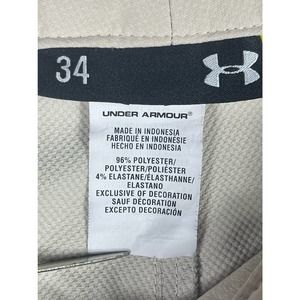 34
UNDER ARMOUR
MADE IN INDONESIA
FABRIQUÉ EN INDONÉSIE
HECHO EN INDONESIA
96% POLYESTER/
POLYESTER/POLIÉSTER
4% ELASTANE/ÉLASTHANNE/
ELASTANO
EXCLUSIVE OF DECORATION
SAUF DÉCORATION
EXCEPTO DECORACIÓN